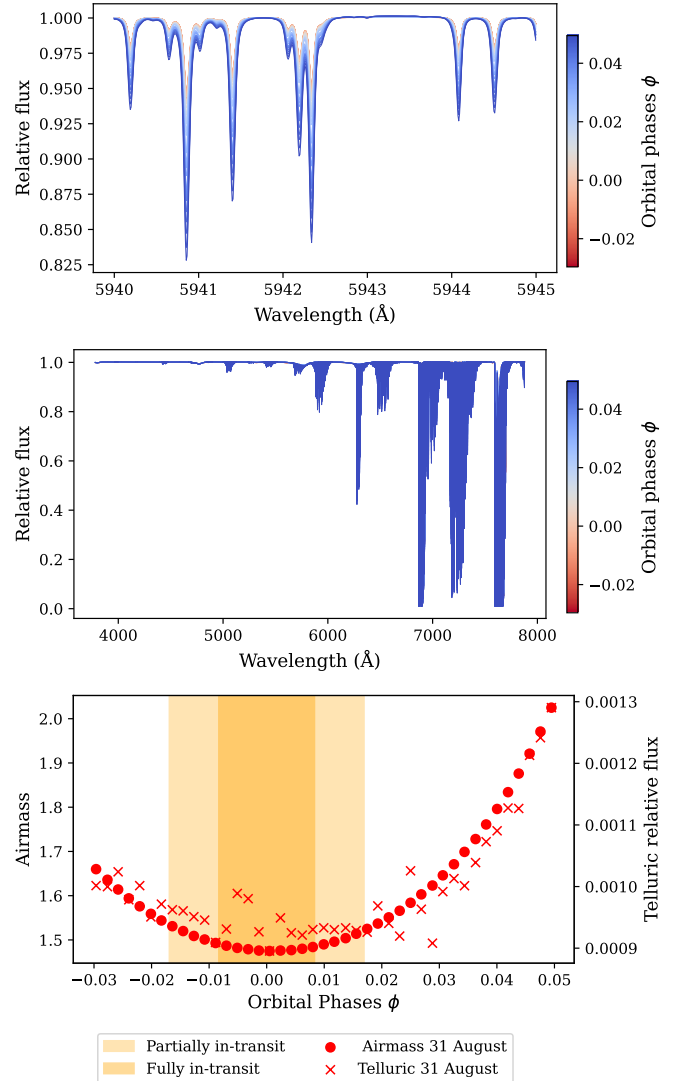 1.000
0.975
0.950
0.925
0.900
0.875
0.850
0.825
Relative flux
5940 5941 5942 5943 5944 5945
Wavelength (Å)
0.04
0.02
0.00
−0.02
Orbital phases ϕ
1.0
0.8
0.6
0.4
0.2
0.0
Relative flux
4000 5000 6000 7000 8000
Wavelength (Å)
0.04
0.02
0.00
−0.02
Orbital phases ϕ
2.0
1.9
1.8
1.7
1.6
1.5
Airmass
0.0013
0.0012
0.0011
0.0010
0.0009
Telluric relative flux
−0.03 −0.02 −0.01 0.00 0.01 0.02 0.03 0.04 0.05
Orbital Phases ϕ
Partially in-transit
Fully in-transit
Airmass 31 August
Telluric 31 August